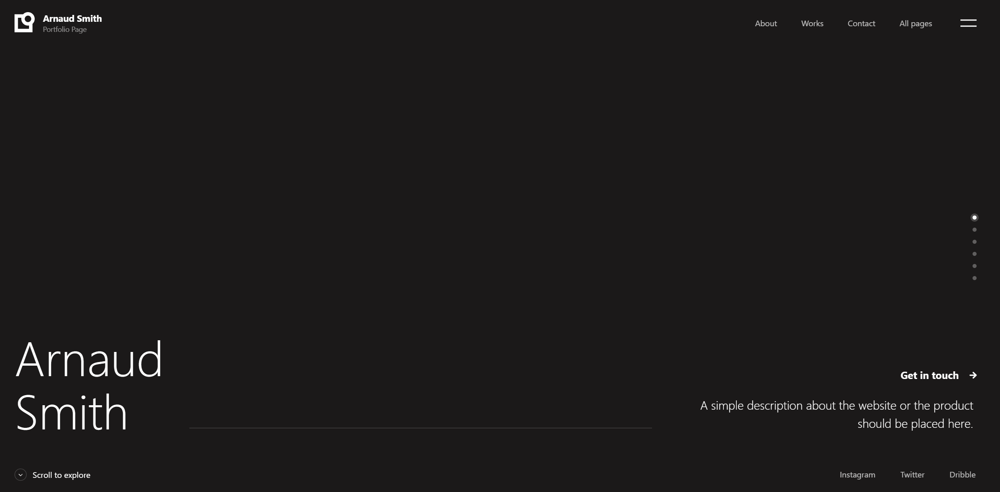 Arnaud Smith
Portfolio Page
About
Works
Contact
All pages
Arnaud
Smith
Get in touch
A simple description about the website or the product
should be placed here.
Scroll to explore
Instagram
Twitter
Dribble